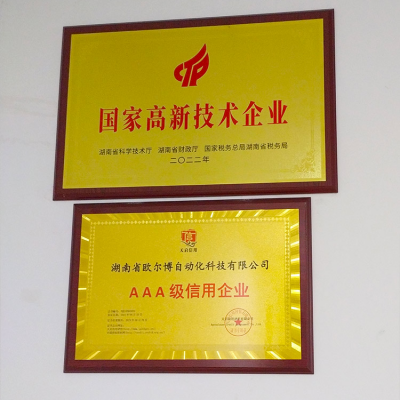 国家高新技术企业
湖南省科学技术厅 湖南省财政厅 国家税务总局湖南省税务局
二〇二二年
湖南省欧尔博自动化科技有限公司
AAA级信用企业